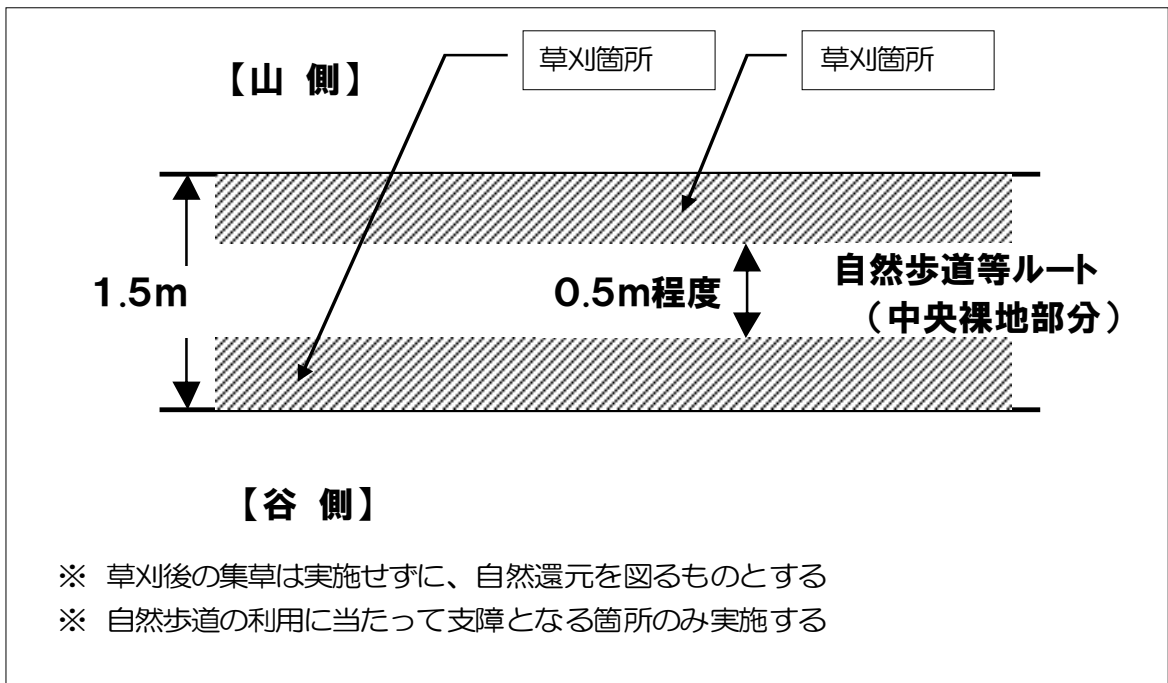 草刈箇所
草刈箇所
【山 側】
1.5m
0.5m程度
自然歩道等ルート
（中央裸地部分）
【谷 側】
※ 草刈後の集草は実施せずに、自然還元を図るものとする
※ 自然歩道の利用に当たって支障となる箇所のみ実施する